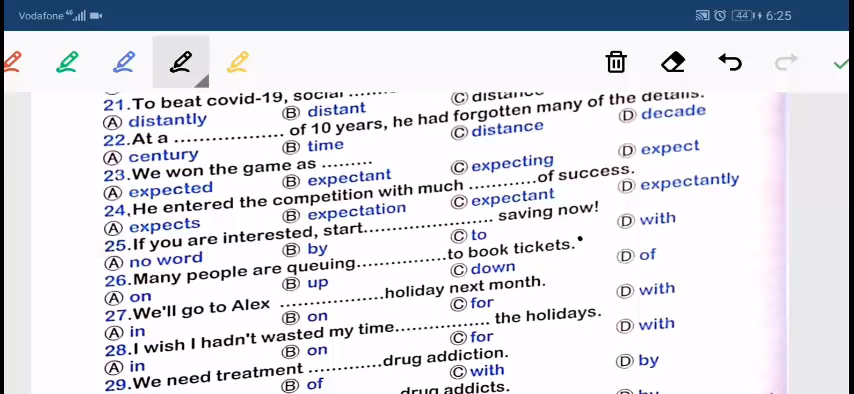 Vodafone 4G 44 6:25
21.To beat covid-19, social ........
Ⓐ distantly Ⓑ distant Ⓒ distance
22.At a ................. of 10 years, he had forgotten many of the details.
Ⓐ century Ⓑ time Ⓒ distance Ⓓ decade
23.We won the game as .........
Ⓐ expected Ⓑ expectant Ⓒ expecting Ⓓ expect
24,He entered the competition with much ............of success.
Ⓐ expects Ⓑ expectation Ⓒ expectant Ⓓ expectantly
25.If you are interested, start....................... saving now!
Ⓐ no word Ⓑ by Ⓒ to Ⓓ with
26.Many people are queuing................to book tickets.
Ⓐ on Ⓑ up Ⓒ down Ⓓ of
27.We'll go to Alex ..................holiday next month.
Ⓐ in Ⓑ on Ⓒ for Ⓓ with
28.I wish I hadn't wasted my time................. the holidays.
Ⓐ in Ⓑ on Ⓒ for Ⓓ with
29.We need treatment .............drug addiction.
Ⓑ of Ⓒ with Ⓓ by
drug addicts.